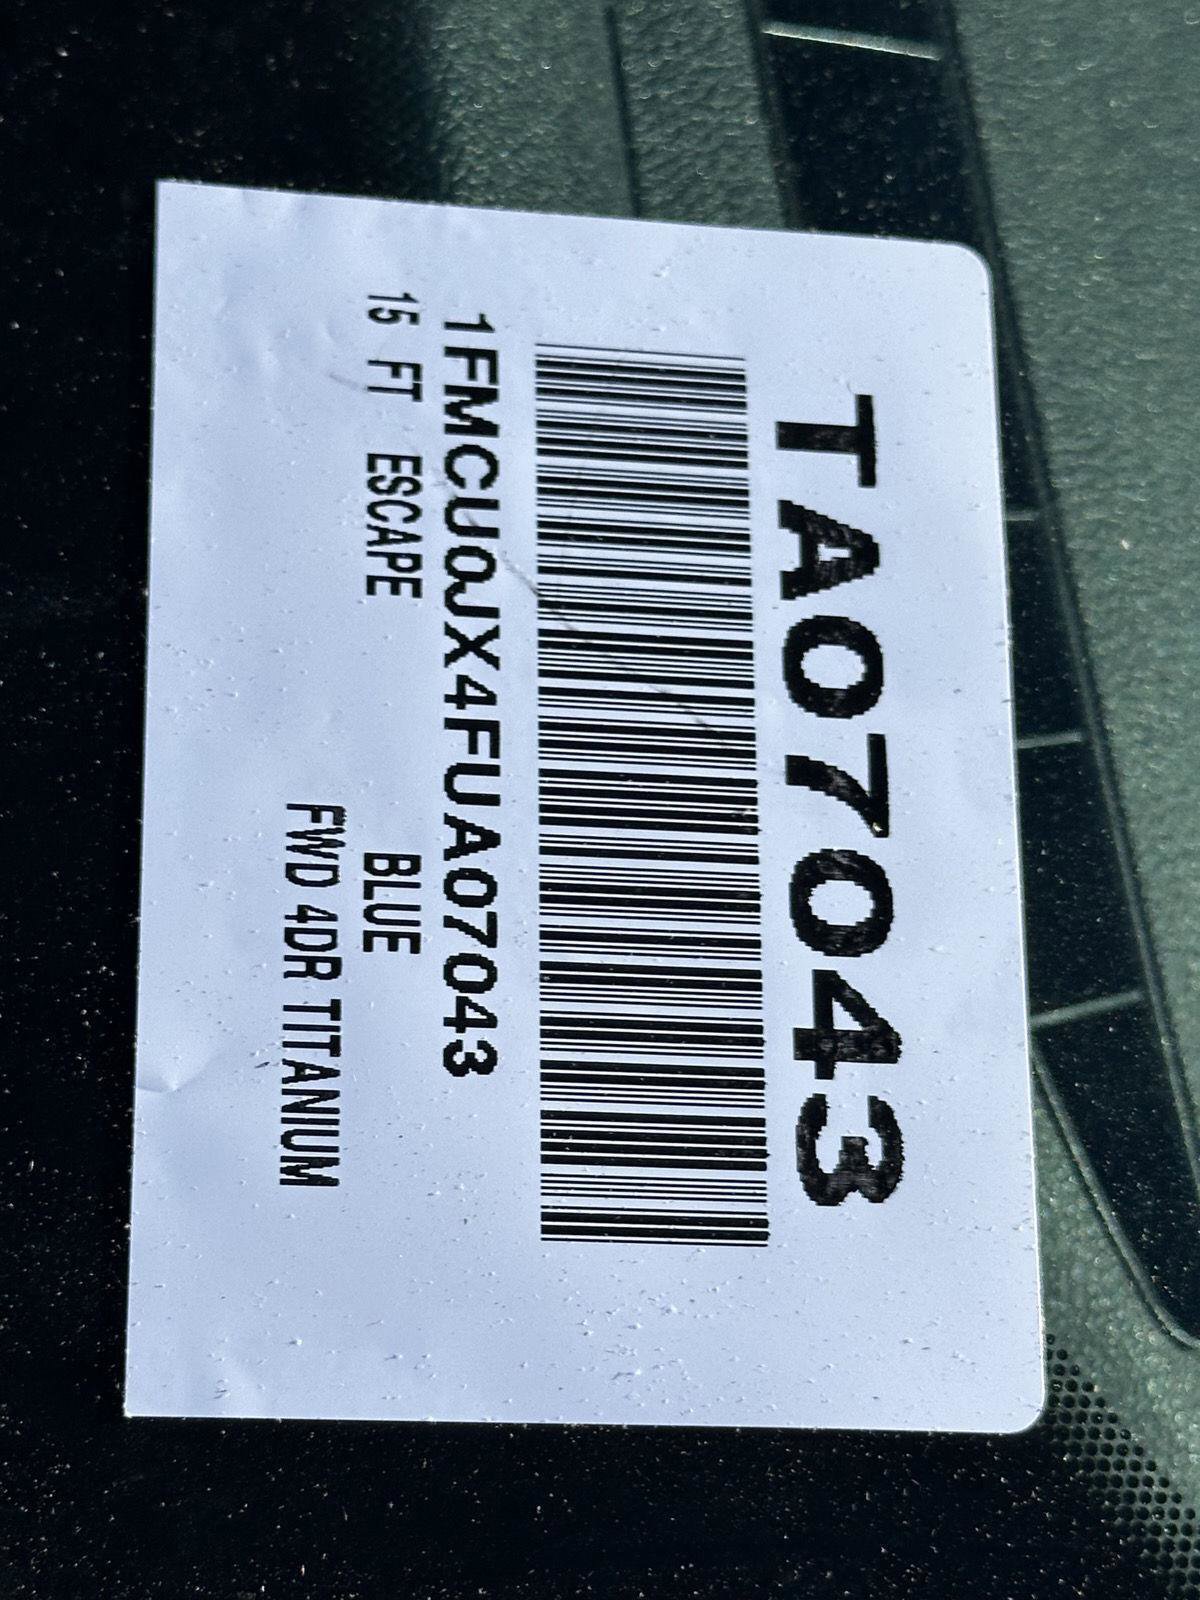 TA07043
1FMCU0JX4FUA07043
15 FT ESCAPE BLUE
FWD 4DR TITANIUM